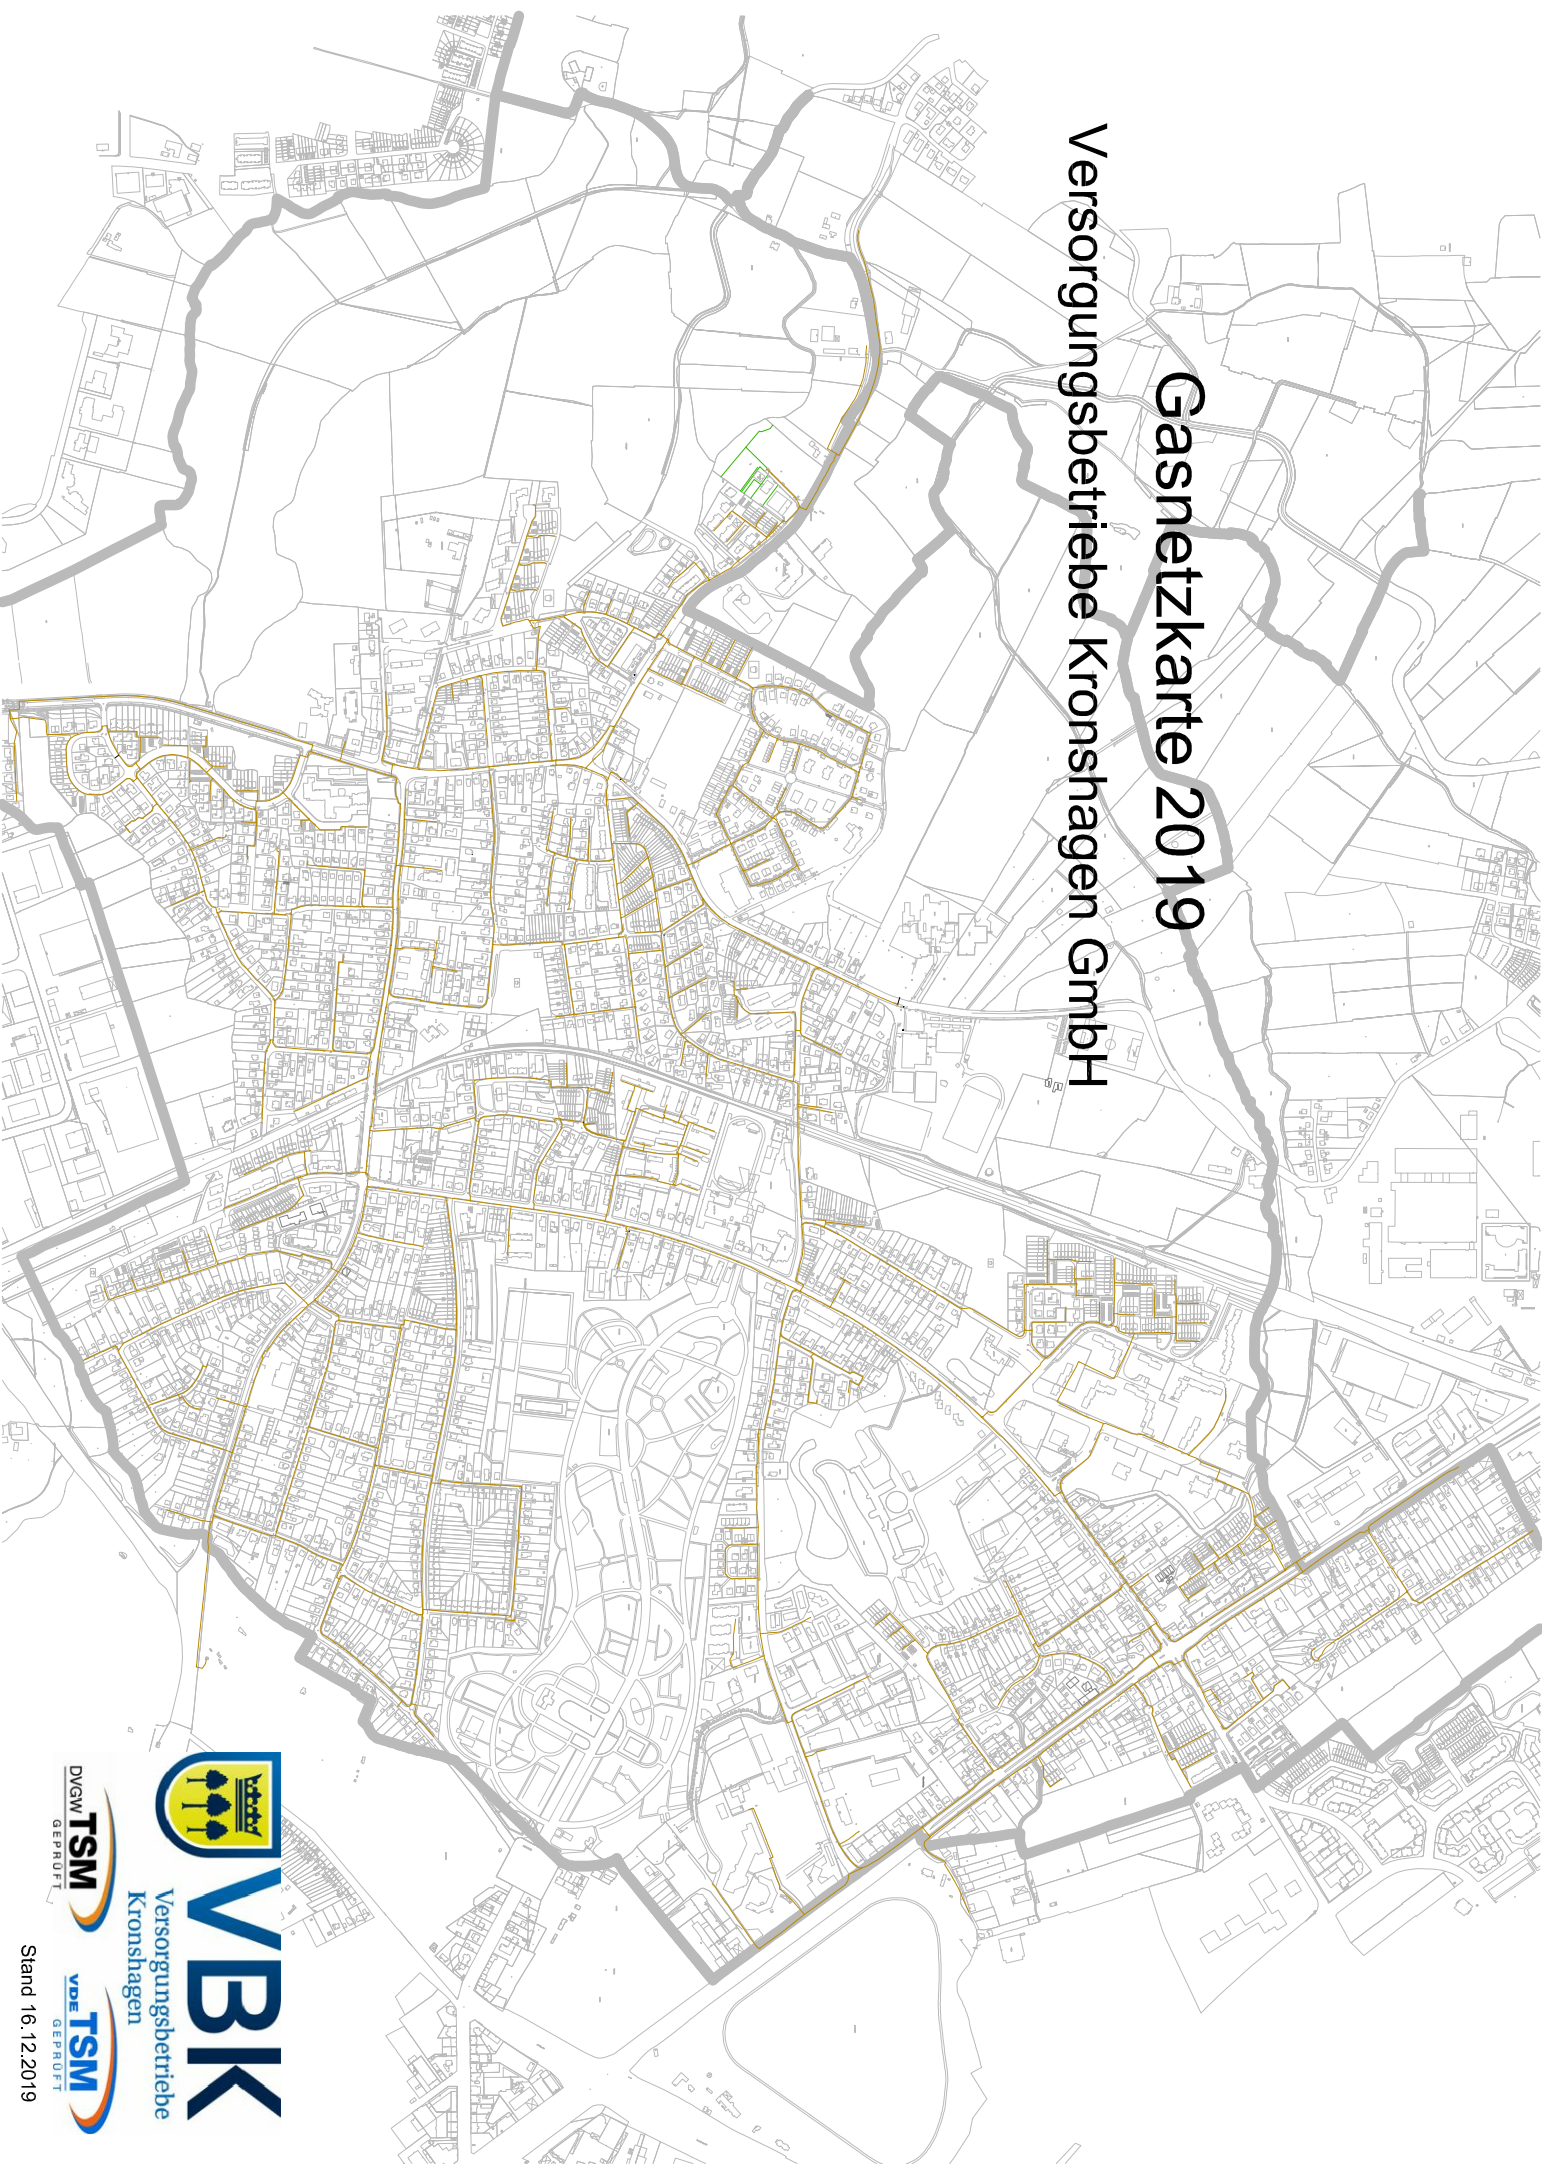 Gasnetzkarte 2019
Versorgungsbetriebe Kronshagen GmbH
VBK
Versorgungsbetriebe
Kronshagen
DVGW TSM
GEPRÜFT
VDE TSM
GEPRÜFT
Stand 16.12.2019